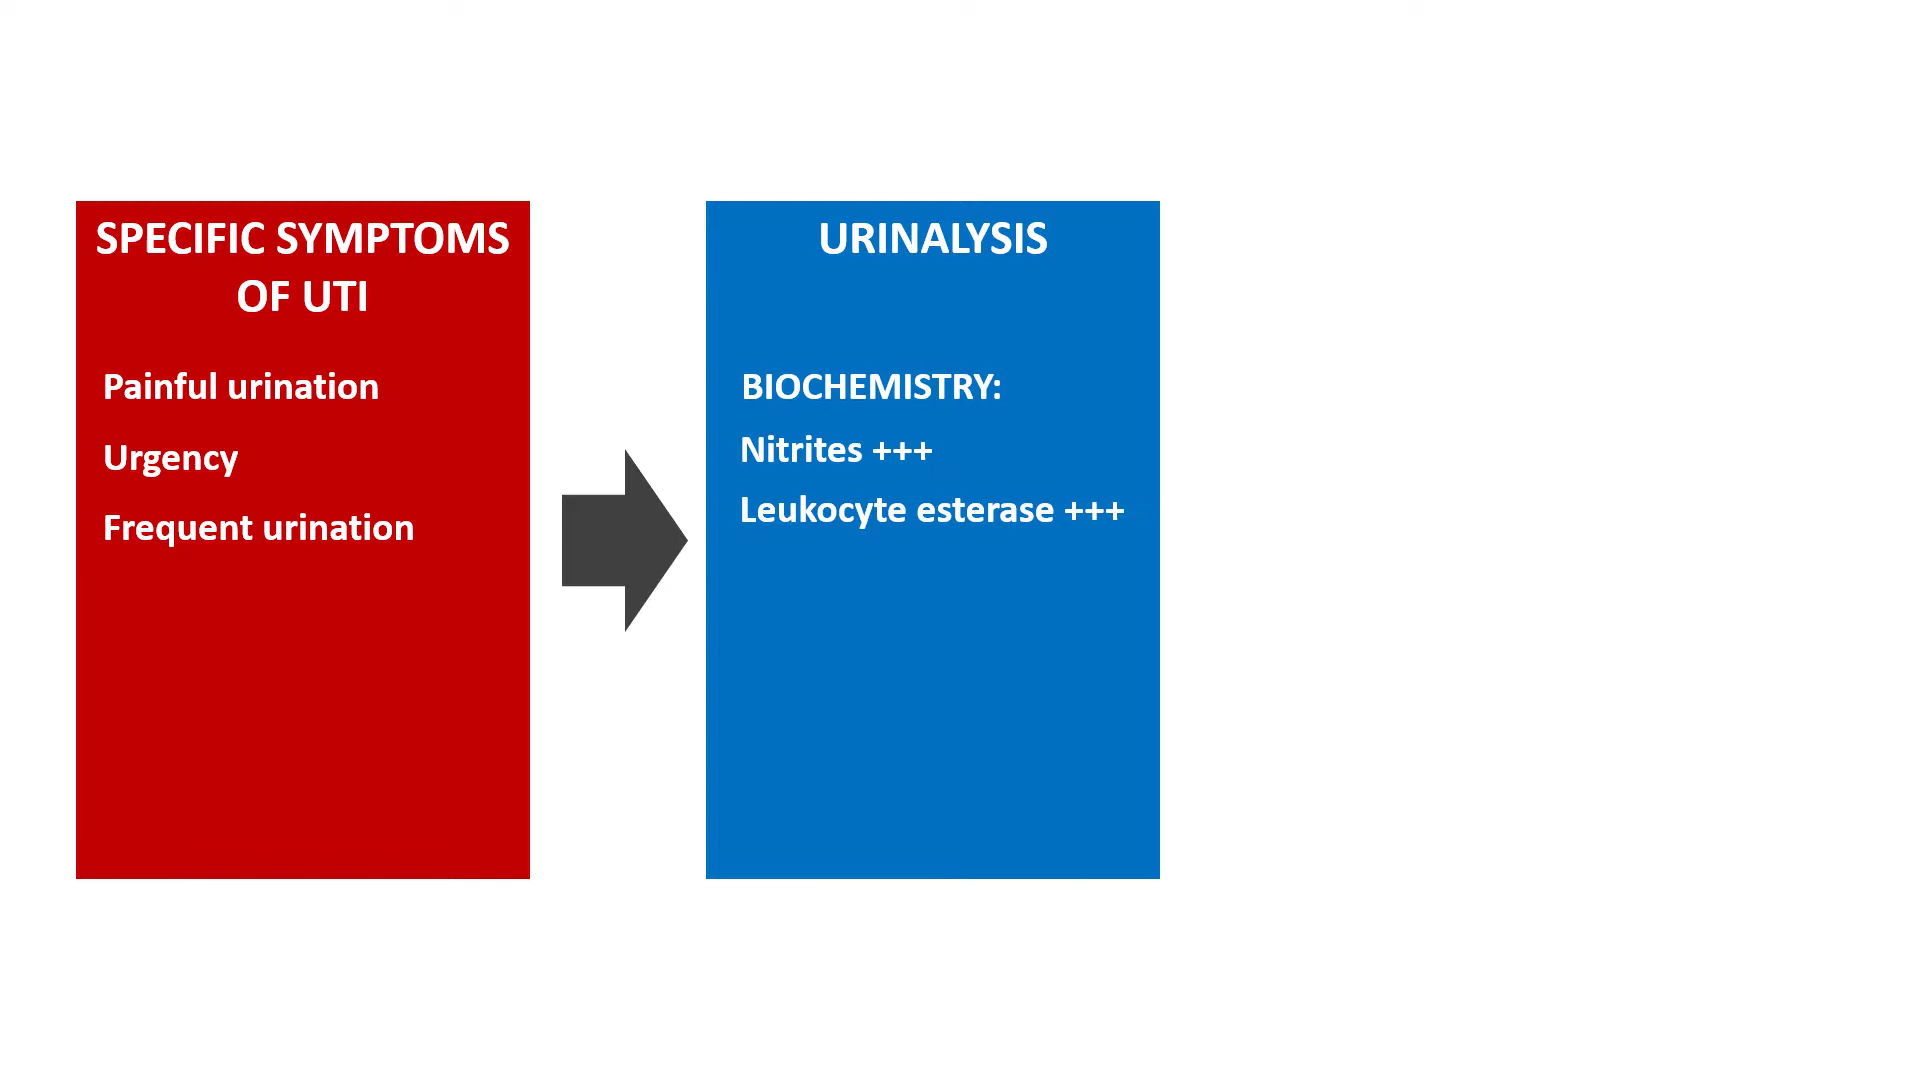 SPECIFIC SYMPTOMS
OF UTI
Painful urination
Urgency
Frequent urination
URINALYSIS
BIOCHEMISTRY:
Nitrites +++
Leukocyte esterase +++